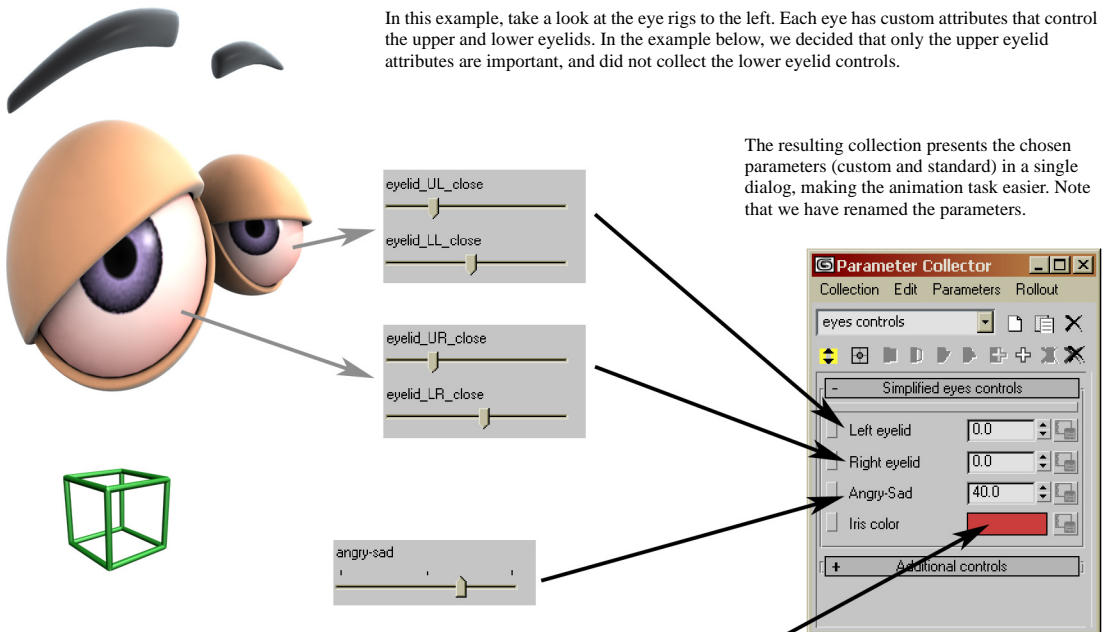 In this example, take a look at the eye rigs to the left. Each eye has custom attributes that control
the upper and lower eyelids. In the example below, we decided that only the upper eyelid
attributes are important, and did not collect the lower eyelid controls.
The resulting collection presents the chosen
parameters (custom and standard) in a single
dialog, making the animation task easier. Note
that we have renamed the parameters.
eyelid_UL_close
eyelid_LL_close
eyelid_UR_close
eyelid_LR_close
angry-sad
Parameter Collector
Collection Edit Parameters Rollout
eyes controls
- Simplified eyes controls
Left eyelid 0.0
Right eyelid 0.0
Angry-Sad 40.0
Iris color
+ Additional controls